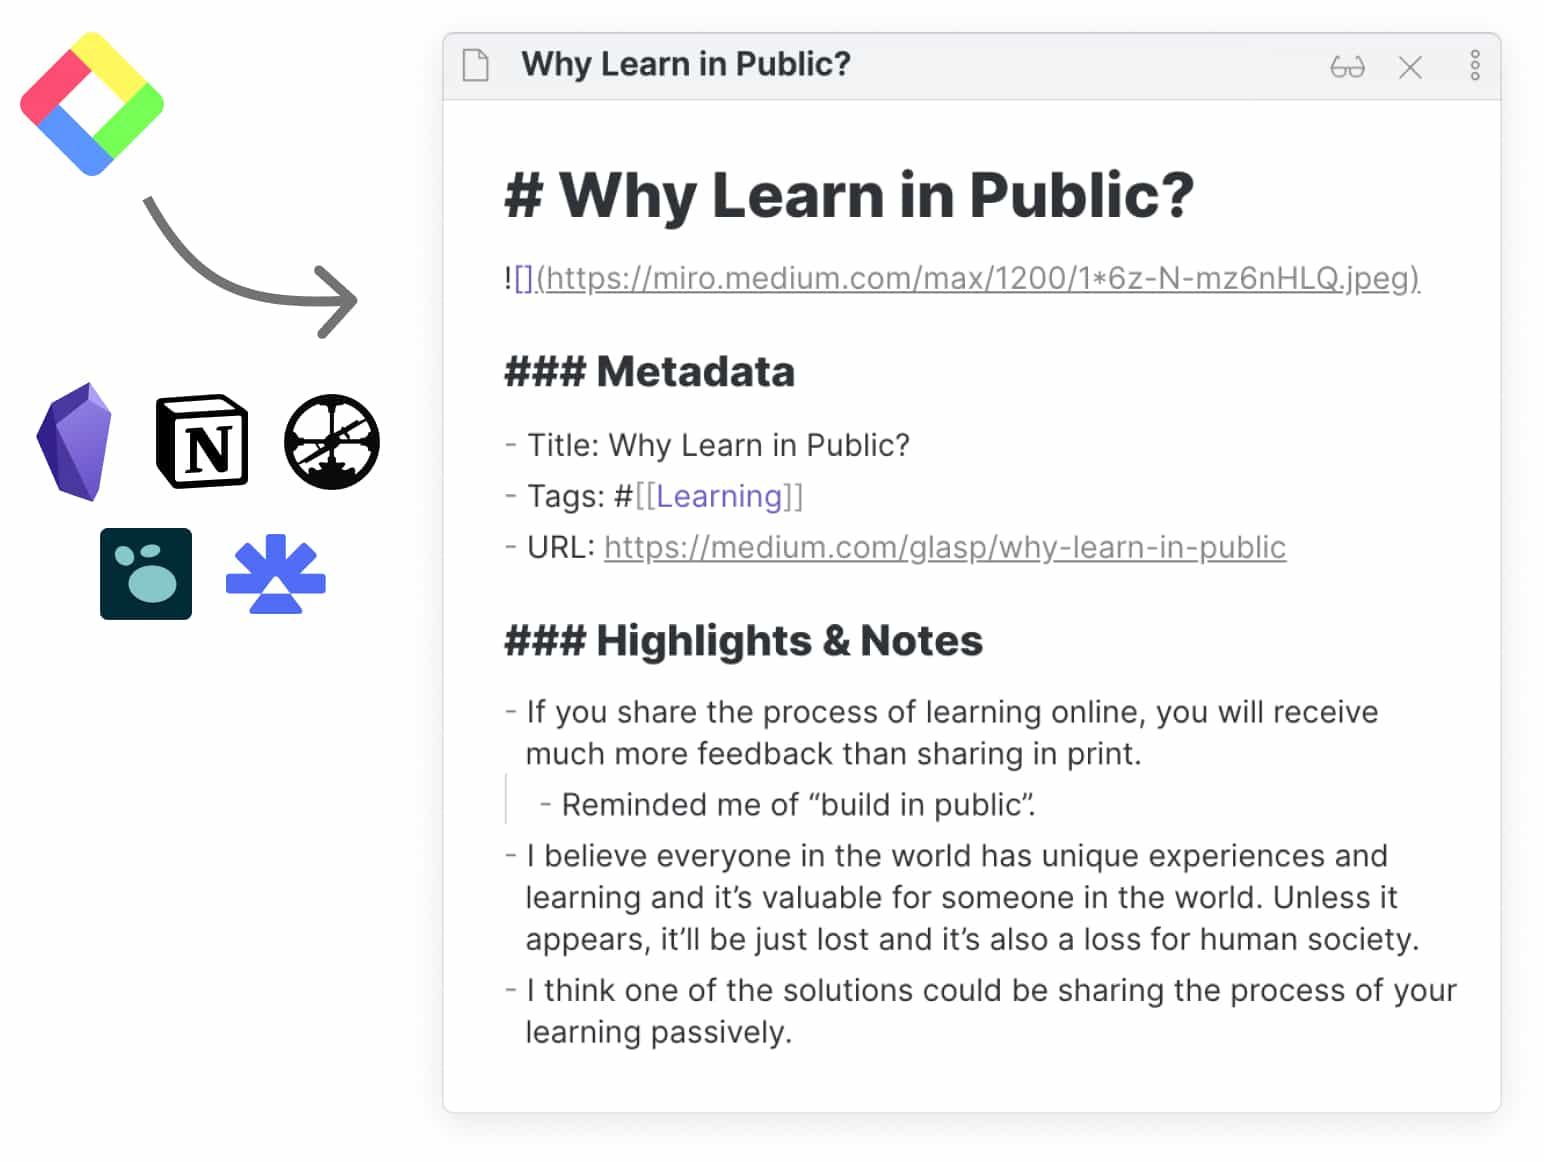 Why Learn in Public?
# Why Learn in Public?
![](https://miro.medium.com/max/1200/1*6z-N-mz6nHLQ.jpeg)
### Metadata
- Title: Why Learn in Public?
- Tags: #[[Learning]]
- URL: https://medium.com/glasp/why-learn-in-public
N
### Highlights & Notes
- If you share the process of learning online, you will receive
much more feedback than sharing in print.
- Reminded me of “build in public”.
- I believe everyone in the world has unique experiences and
learning and it’s valuable for someone in the world. Unless it
appears, it’ll be just lost and it’s also a loss for human society.
- I think one of the solutions could be sharing the process of your
learning passively.